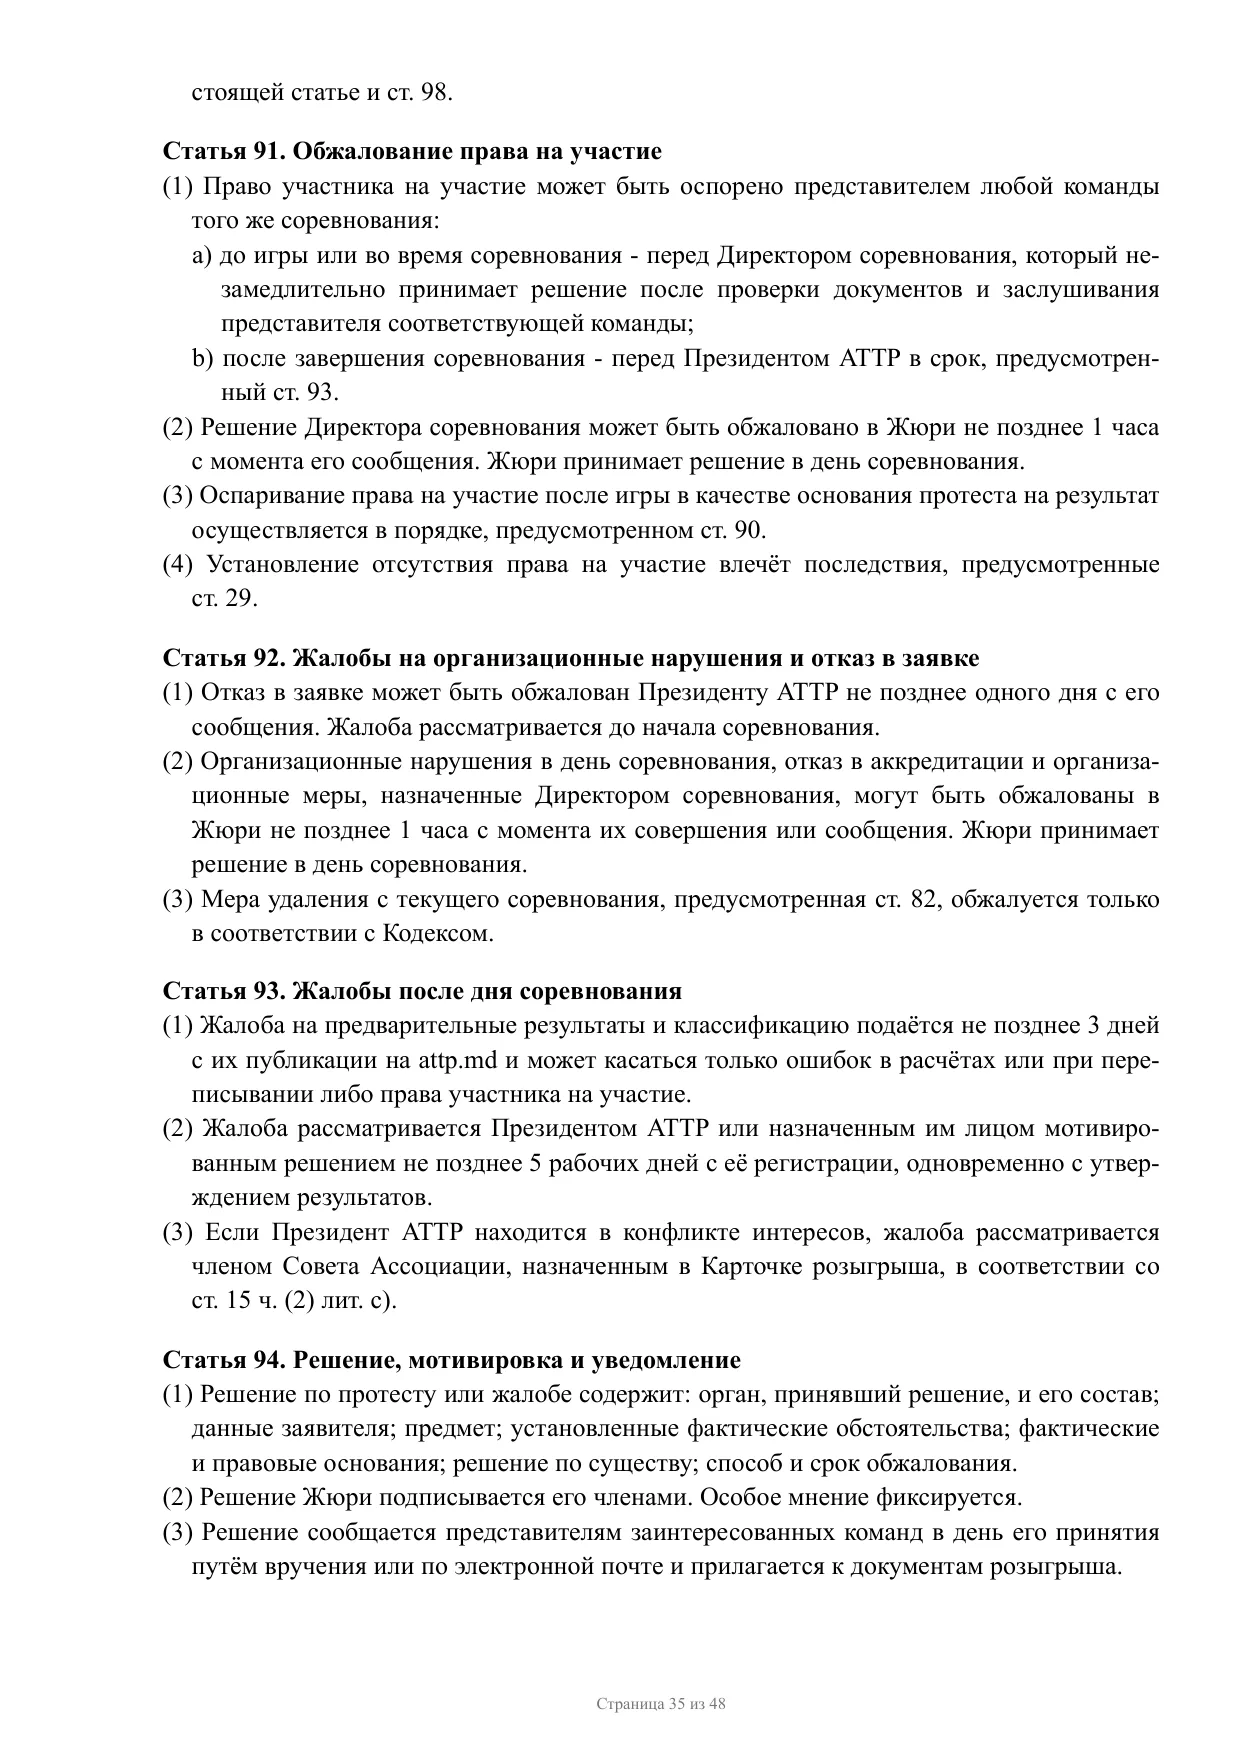 стоящей статье и ст. 98.
Статья 91. Обжалование права на участие
(1) Право участника на участие может быть оспорено представителем любой команды
того же соревнования:
a) до игры или во время соревнования - перед Директором соревнования, который не-
замедлительно принимает решение после проверки документов и заслушивания
представителя соответствующей команды;
b) после завершения соревнования - перед Президентом АТТР в срок, предусмотрен-
ный ст. 93.
(2) Решение Директора соревнования может быть обжаловано в Жюри не позднее 1 часа
с момента его сообщения. Жюри принимает решение в день соревнования.
(3) Оспаривание права на участие после игры в качестве основания протеста на результат
осуществляется в порядке, предусмотренном ст. 90.
(4) Установление отсутствия права на участие влечёт последствия, предусмотренные
ст. 29.
Статья 92. Жалобы на организационные нарушения и отказ в заявке
(1) Отказ в заявке может быть обжалован Президенту АТТР не позднее одного дня с его
сообщения. Жалоба рассматривается до начала соревнования.
(2) Организационные нарушения в день соревнования, отказ в аккредитации и организа-
ционные меры, назначенные Директором соревнования, могут быть обжалованы в
Жюри не позднее 1 часа с момента их совершения или сообщения. Жюри принимает
решение в день соревнования.
(3) Мера удаления с текущего соревнования, предусмотренная ст. 82, обжалуется только
в соответствии с Кодексом.
Статья 93. Жалобы после дня соревнования
(1) Жалоба на предварительные результаты и классификацию подаётся не позднее 3 дней
с их публикации на attp.md и может касаться только ошибок в расчётах или при пере-
писывании либо права участника на участие.
(2) Жалоба рассматривается Президентом АТТР или назначенным им лицом мотивиро-
ванным решением не позднее 5 рабочих дней с её регистрации, одновременно с утвер-
ждением результатов.
(3) Если Президент АТТР находится в конфликте интересов, жалоба рассматривается
членом Совета Ассоциации, назначенным в Карточке розыгрыша, в соответствии со
ст. 15 ч. (2) лит. c).
Статья 94. Решение, мотивировка и уведомление
(1) Решение по протесту или жалобе содержит: орган, принявший решение, и его состав;
данные заявителя; предмет; установленные фактические обстоятельства; фактические
и правовые основания; решение по существу; способ и срок обжалования.
(2) Решение Жюри подписывается его членами. Особое мнение фиксируется.
(3) Решение сообщается представителям заинтересованных команд в день его принятия
путём вручения или по электронной почте и прилагается к документам розыгрыша.
Страница 35 из 48